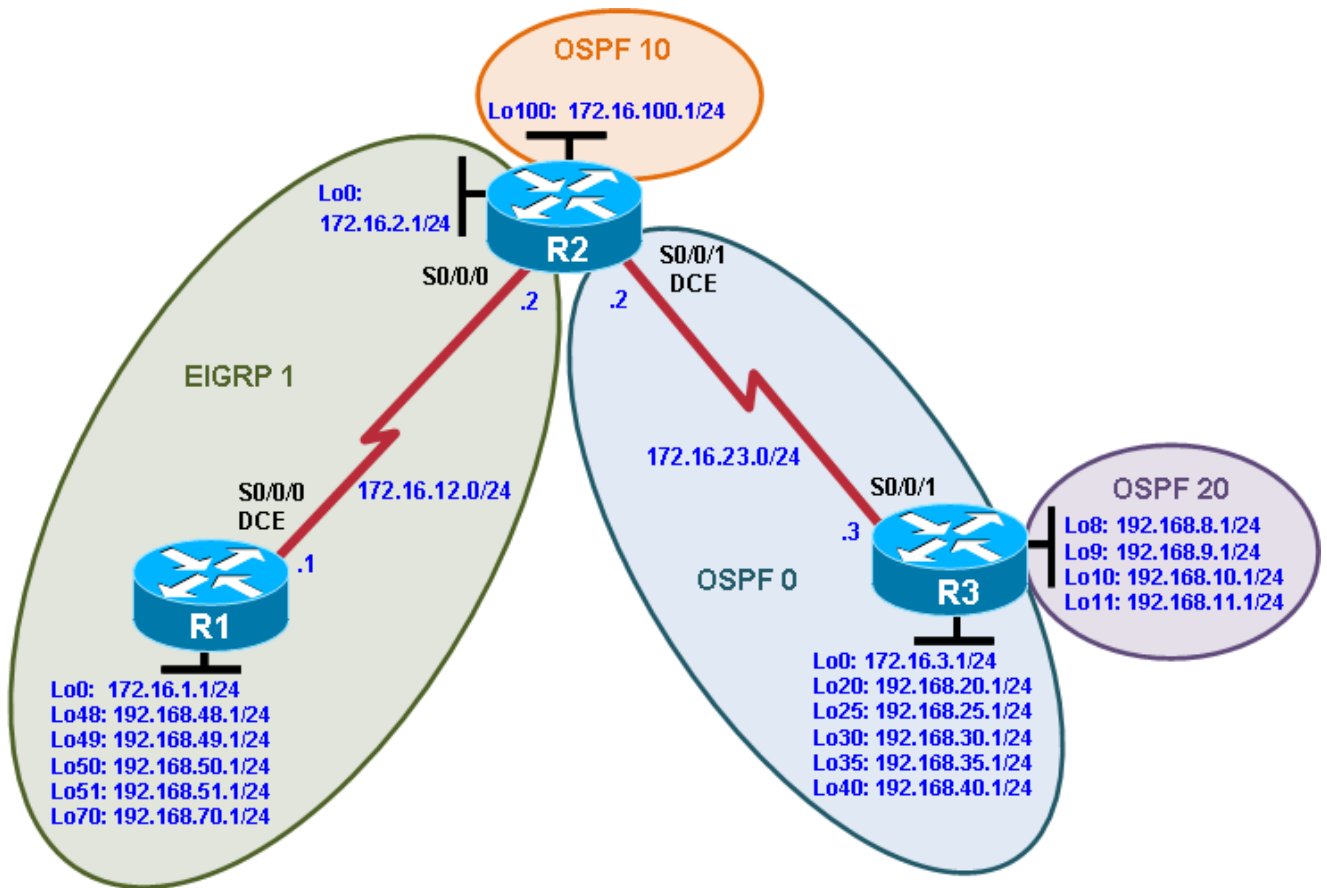 OSPF 10
Lo100: 172.16.100.1/24
Lo0:
172.16.2.1/24
R2
S0/0/0
.2
.2
S0/0/1
DCE
EIGRP 1
172.16.12.0/24
172.16.23.0/24
S0/0/0
DCE
.1
R1
Lo0: 172.16.1.1/24
Lo48: 192.168.48.1/24
Lo49: 192.168.49.1/24
Lo50: 192.168.50.1/24
Lo51: 192.168.51.1/24
Lo70: 192.168.70.1/24
OSPF 0
S0/0/1
.3
R3
OSPF 20
Lo8: 192.168.8.1/24
Lo9: 192.168.9.1/24
Lo10: 192.168.10.1/24
Lo11: 192.168.11.1/24
Lo0: 172.16.3.1/24
Lo20: 192.168.20.1/24
Lo25: 192.168.25.1/24
Lo30: 192.168.30.1/24
Lo35: 192.168.35.1/24
Lo40: 192.168.40.1/24